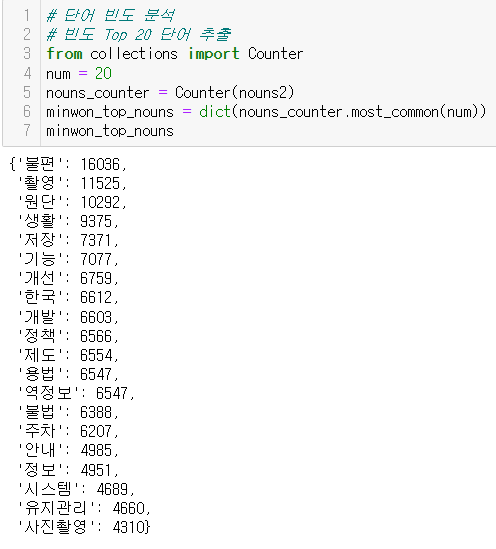 1 # 단어 빈도 분석
2 # 빈도 Top 20 단어 추출
3 from collections import Counter
4 num = 20
5 nouns_counter = Counter(nouns2)
6 minwon_top_nouns = dict(nouns_counter.most_common(num))
7 minwon_top_nouns
{'불편': 16036,
'촬영': 11525,
'원단': 10292,
'생활': 9375,
'저장': 7371,
'기능': 7077,
'개선': 6759,
'한국': 6612,
'개발': 6603,
'정책': 6566,
'제도': 6554,
'용법': 6547,
'역정보': 6547,
'불법': 6388,
'주차': 6207,
'안내': 4985,
'정보': 4951,
'시스템': 4689,
'유지관리': 4660,
'사진촬영': 4310}